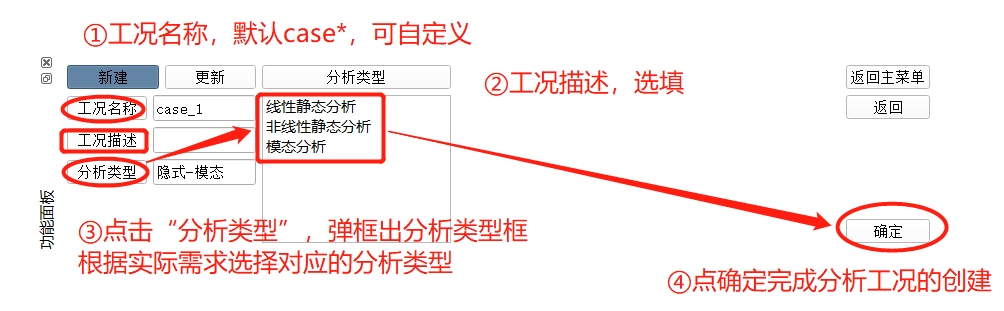 ①工况名称，默认case*，可自定义
新建
更新
分析类型
②工况描述，选填
返回主菜单
工况名称
case_1
线性静态分析
返回
非线性静态分析
工况描述
模态分析
分析类型
隐式-模态
功能面板
③点击“分析类型”，弹框出分析类型框
确定
根据实际需求选择对应的分析类型
④点确定完成分析工况的创建